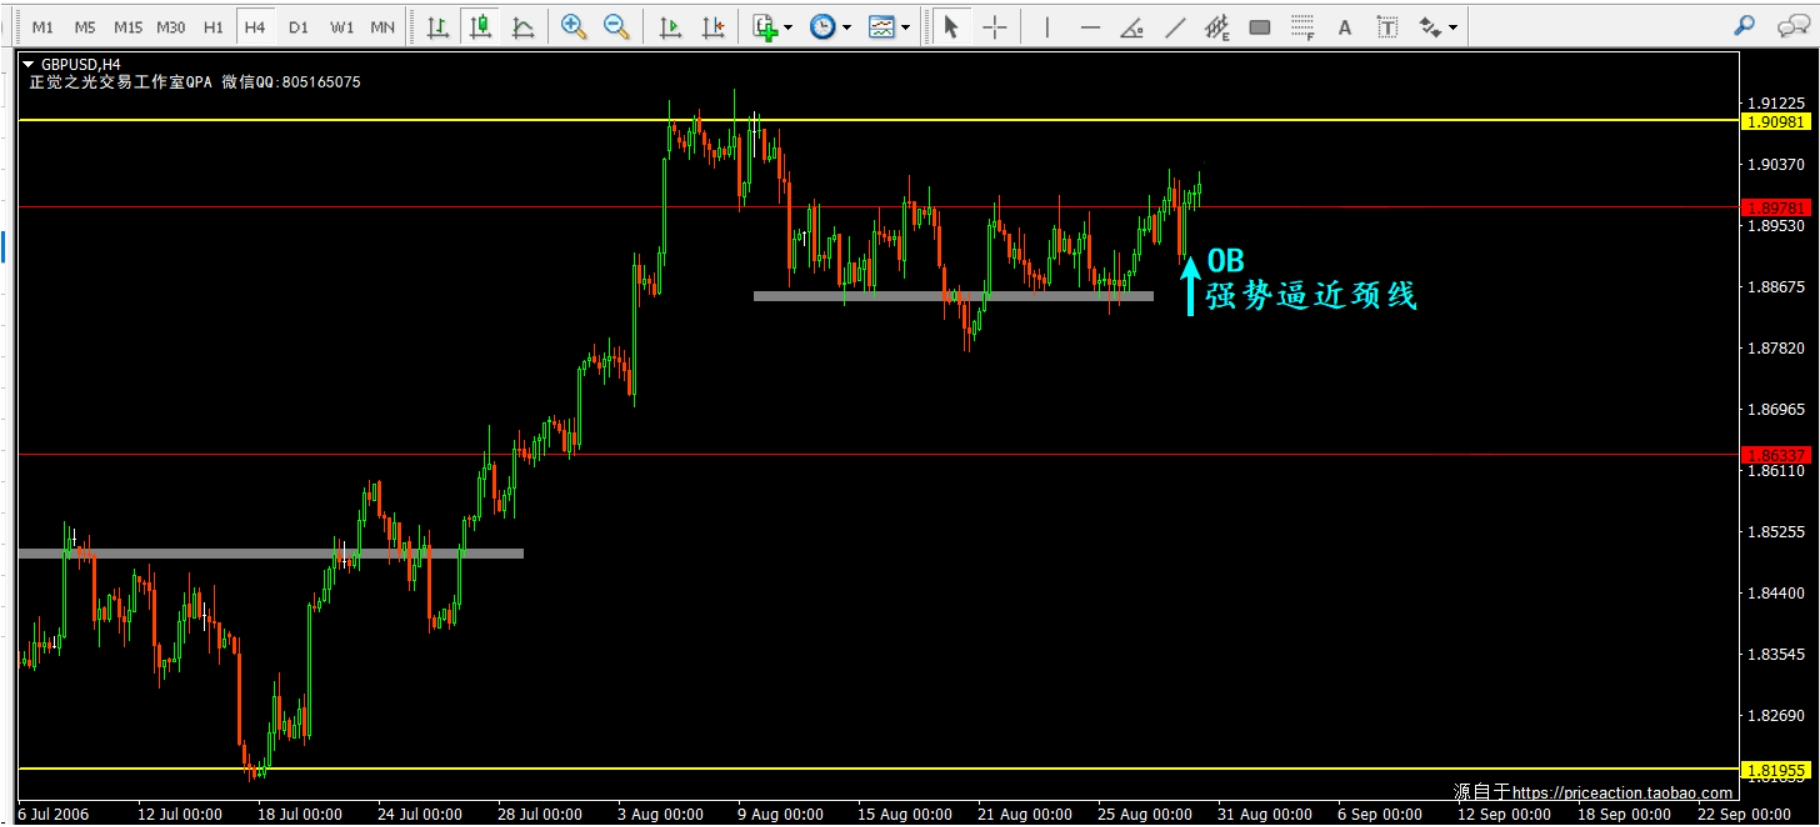 M1 M5 M15 M30 H1 H4 D1 W1 MN E F A T
GBPUSD,H4
正觉之光交易工作室QPA 微信QQ:805165075
1.91225
1.90981
1.90370
1.89781
1.89530
OB
强势逼近颈线
1.88675
1.87820
1.86965
1.86337
1.86110
1.85255
1.84400
1.83545
1.82690
1.81955
源自于https://priceaction.taobao.com
6 Jul 2006 12 Jul 00:00 18 Jul 00:00 24 Jul 00:00 28 Jul 00:00 3 Aug 00:00 9 Aug 00:00 15 Aug 00:00 21 Aug 00:00 25 Aug 00:00 31 Aug 00:00 6 Sep 00:00 12 Sep 00:00 18 Sep 00:00 22 Sep 00:00